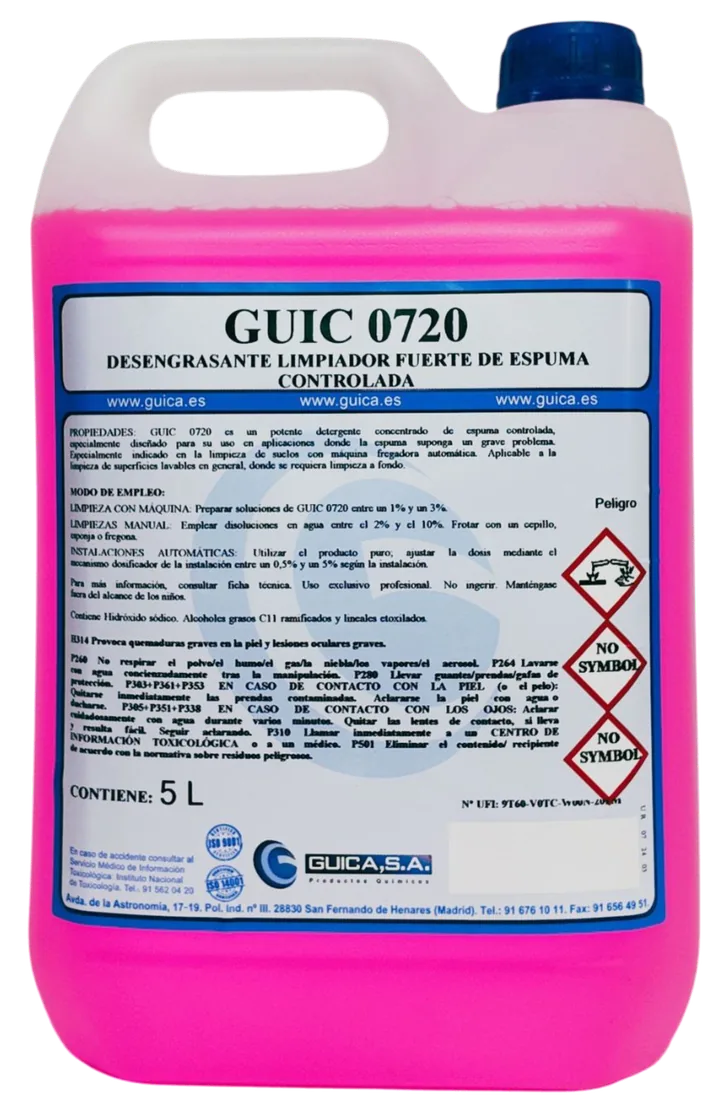 GUIC 0720
DESENGRASANTE LIMPIADOR FUERTE DE ESPUMA
CONTROLADA
www.guica.es www.guica.es www.guica.es
PROPIEDADES: GUIC 0720 es un potente detergente concentrado de espuma controlada,
especialmente diseñado para su uso en aplicaciones donde la espuma suponga un grave problema.
Especialmente indicado en la limpieza de suelos con máquina fregadora automática. Aplicable a la
limpieza de superficies lavables en general, donde se requiera limpieza a fondo.
MODO DE EMPLEO:
LIMPIEZA CON MÁQUINA: Preparar soluciones de GUIC 0720 entre un 1% y un 3%.
LIMPIEZAS MANUAL: Emplear disoluciones en agua entre el 2% y el 10%. Frotar con un cepillo,
esponja o fregona.
INSTALACIONES AUTOMÁTICAS: Utilizar el producto puro; ajustar la dosis mediante el
mecanismo dosificador de la instalación entre un 0,5% y un 5% según la instalación.
Para más información, consultar ficha técnica. Uso exclusivo profesional. No ingerir. Manténgase
fuera del alcance de los niños.
Contiene Hidróxido sódico. Alcoholes grasos C11 ramificados y lineales etoxilados.
H314 Provoca quemaduras graves en la piel y lesiones oculares graves.
P260 No respirar el polvo/el humo/el gas/la niebla/los vapores/el aerosol. P264 Lavarse
con agua concienzudamente tras la manipulación. P280 Llevar guantes/prendas/gafas de
protección. P303+P361+P353 EN CASO DE CONTACTO CON LA PIEL (o el pelo):
Quitarse inmediatamente las prendas contaminadas. Aclararse la piel con agua o
ducharse. P305+P351+P338 EN CASO DE CONTACTO CON LOS OJOS: Aclarar
cuidadosamente con agua durante varios minutos. Quitar las lentes de contacto, si lleva
y resulta fácil. Seguir aclarando. P310 Llamar inmediatamente a un CENTRO DE
INFORMACIÓN TOXICOLÓGICA o a un médico. P501 Eliminar el contenido/ recipiente
de acuerdo con la normativa sobre residuos peligrosos.
Peligro
NO
SYMBOL
NO
SYMBOL
CONTIENE: 5 L
Nº UFI: 9T60-V0TC-
En caso de accidente consultar al
Servicio Médico de Información
Toxicológica: Instituto Nacional
de Toxicología. Tel.: 91 562 04 20
ISO 9001
ISO 14001
GUICA, S.A.
Productos Químicos
Avda. de la Astronomía, 17-19. Pol. Ind. nº III. 28830 San Fernando de Henares (Madrid). Tel.: 91 676 10 11. Fax: 91 656 49 51.